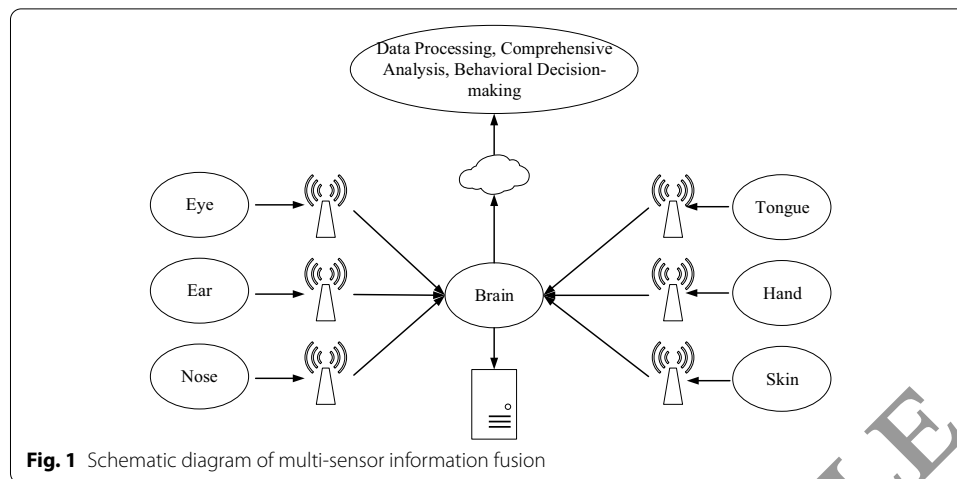 Data Processing, Comprehensive
Analysis, Behavioral Decision-
making
Eye
Tongue
Ear
Brain
Hand
Nose
Skin
Fig. 1 Schematic diagram of multi-sensor information fusion
LE